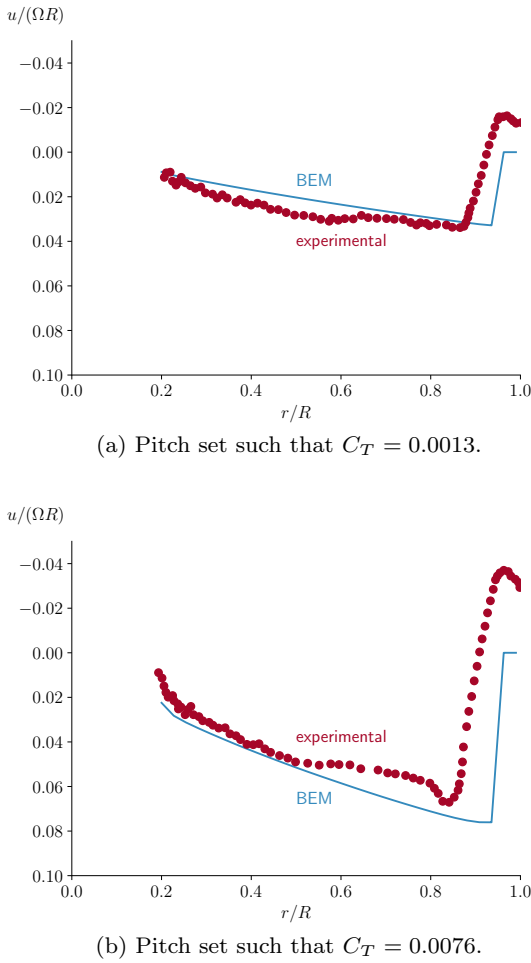 u/(ΩR)
−0.04
−0.02
0.00
0.02
0.04
0.06
0.08
0.10
BEM
experimental
0.0 0.2 0.4 0.6 0.8 1.0
r/R
(a) Pitch set such that C_T = 0.0013.
u/(ΩR)
−0.04
−0.02
0.00
0.02
0.04
0.06
0.08
0.10
experimental
BEM
0.0 0.2 0.4 0.6 0.8 1.0
r/R
(b) Pitch set such that C_T = 0.0076.